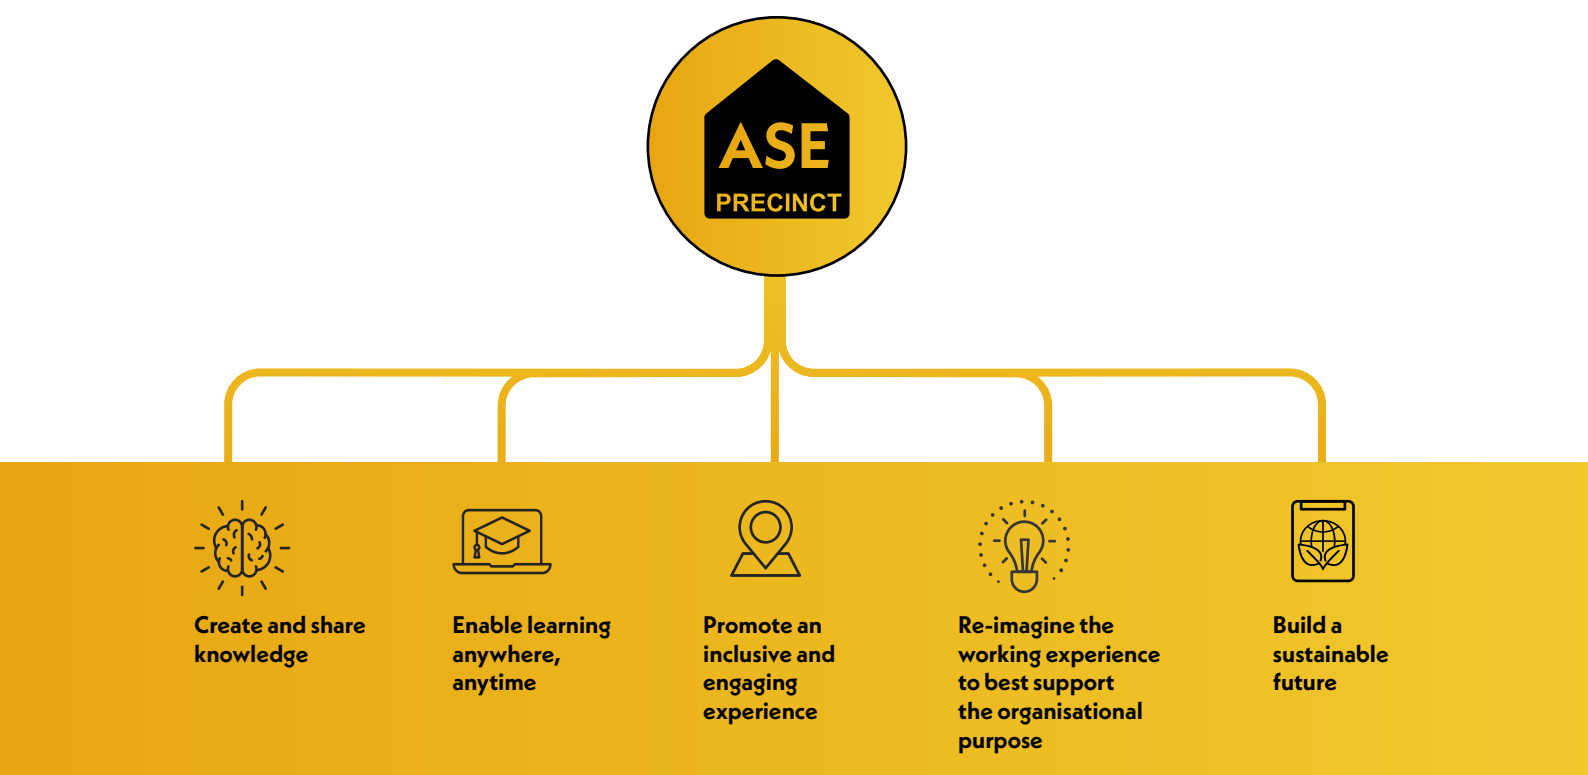 ASE
PRECINCT
Create and share
knowledge
Enable learning
anywhere,
anytime
Promote an
inclusive and
engaging
experience
Re-imagine the
working experience
to best support
the organisational
purpose
Build a
sustainable
future